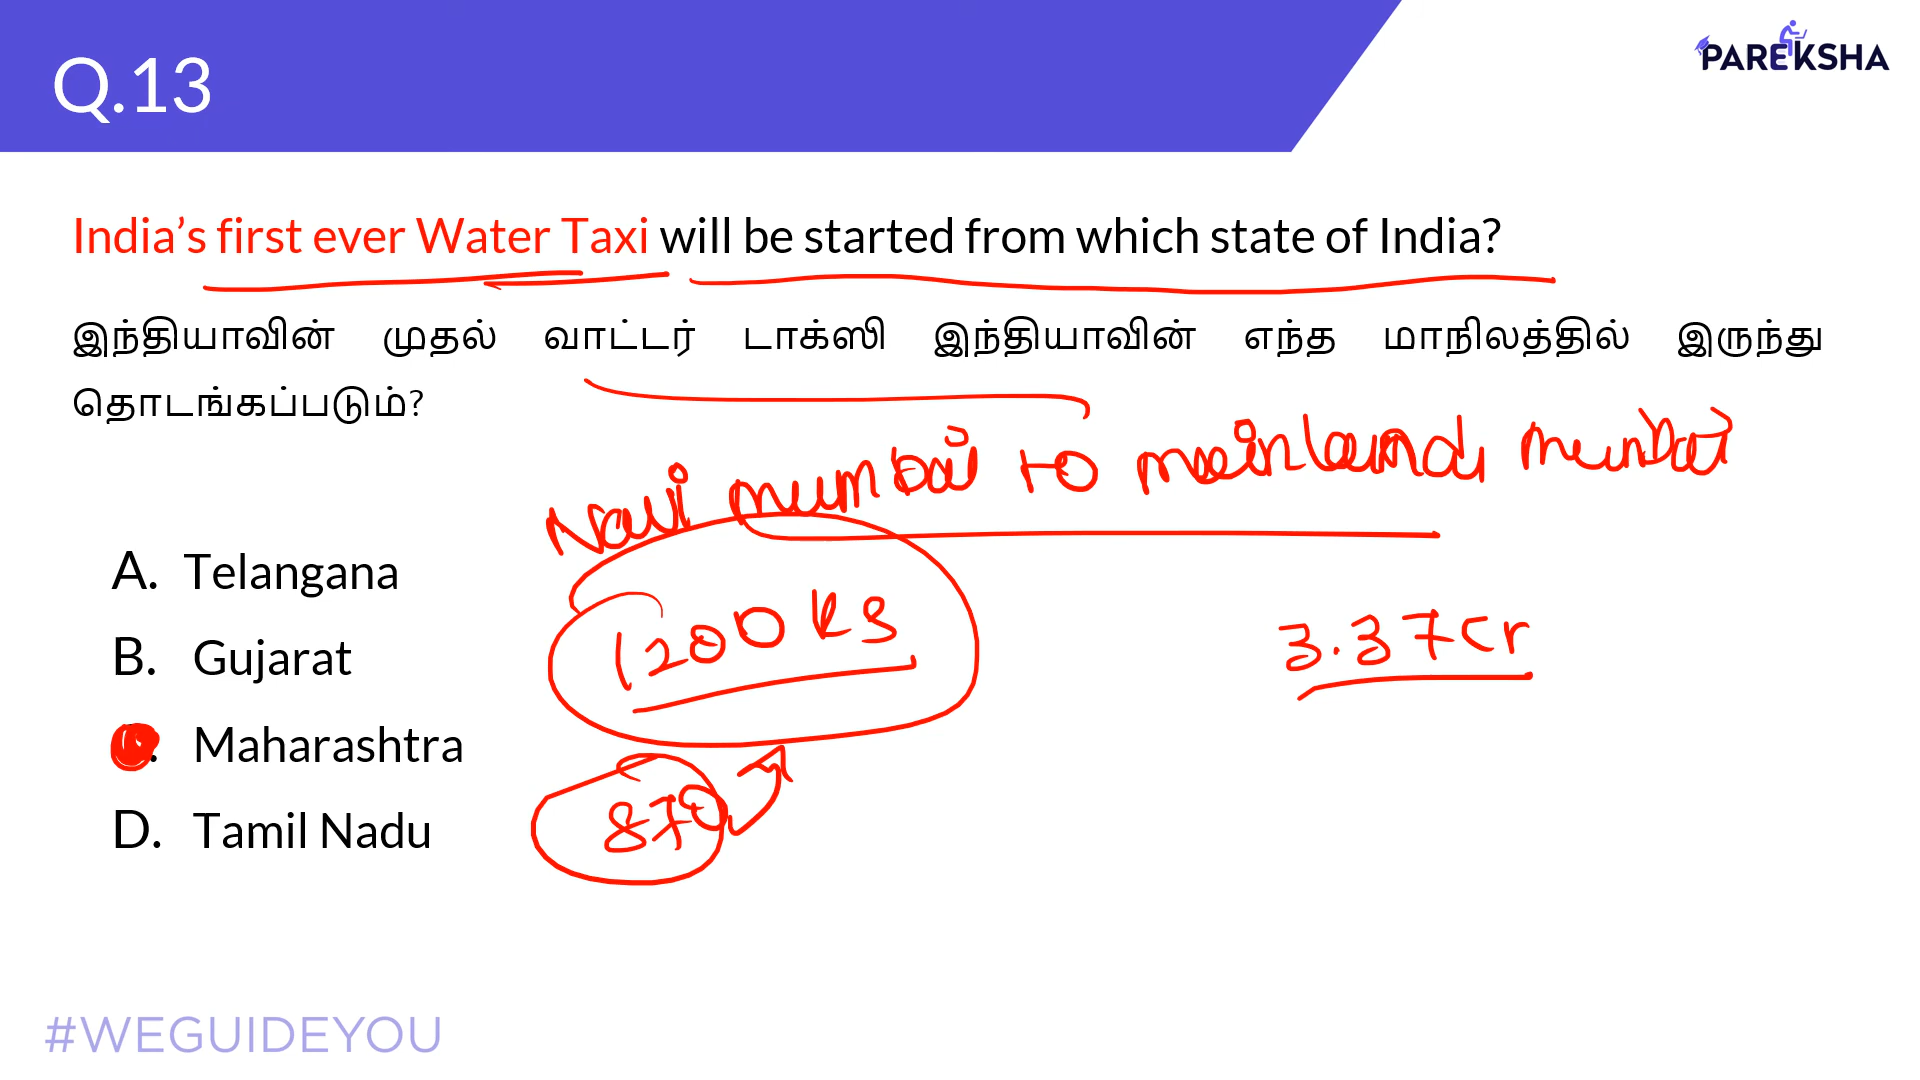 Q.13
PAREKSHA
India’s first ever Water Taxi will be started from which state of India?
இந்தியாவின் முதல் வாட்டர் டாக்ஸி இந்தியாவின் எந்த மாநிலத்தில் இருந்து
தொடங்கப்படும்?
Navi mumbai to mainland mumbai
A. Telangana
1200 RS
3.37 Cr
B. Gujarat
Maharashtra
870
D. Tamil Nadu
#WEGUIDEYOU